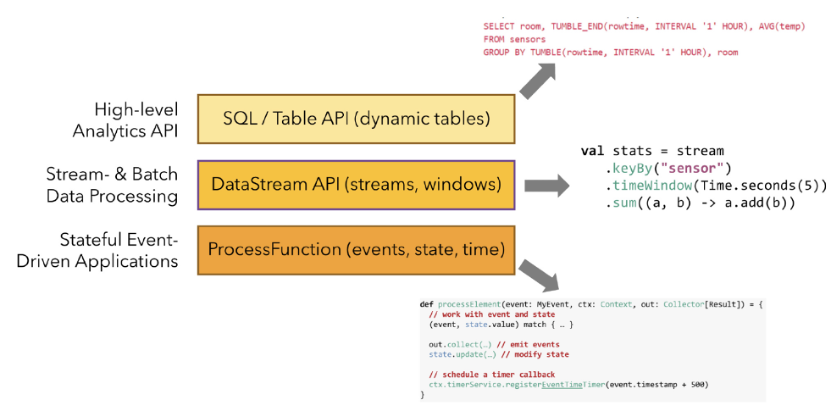 SELECT room, TUMBLE_END(rowtime, INTERVAL '1' HOUR), AVG(temp)
FROM sensors
GROUP BY TUMBLE(rowtime, INTERVAL '1' HOUR), room
High-level
Analytics API
SQL / Table API (dynamic tables)
Stream- & Batch
Data Processing
DataStream API (streams, windows)
val stats = stream
.keyBy("sensor")
.timeWindow(Time.seconds(5))
.sum((a, b) -> a.add(b))
Stateful Event-
Driven Applications
ProcessFunction (events, state, time)
def processElement(event: MyEvent, ctx: Context, out: Collector[Result]) = {
// work with event and state
(event, state.value) match { … }
out.collect(…) // emit events
state.update(…) // modify state
// schedule a timer callback
ctx.timerService.registerEventTimeTimer(event.timestamp + 500)
}